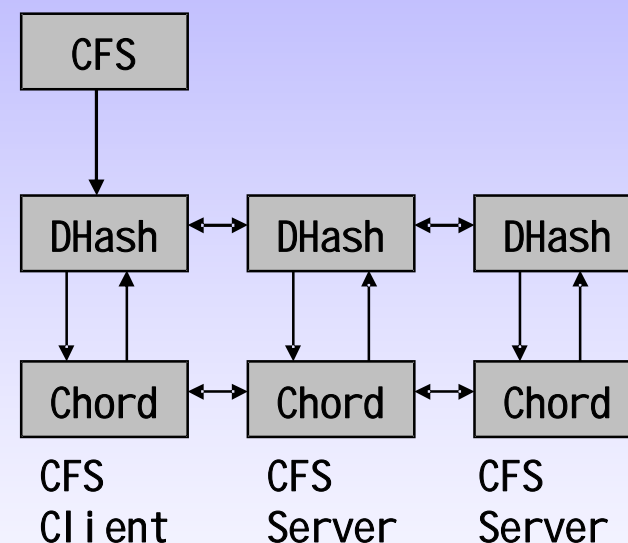 CFS
DHash DHash DHash
Chord Chord Chord
CFS CFS CFS
Client Server Server